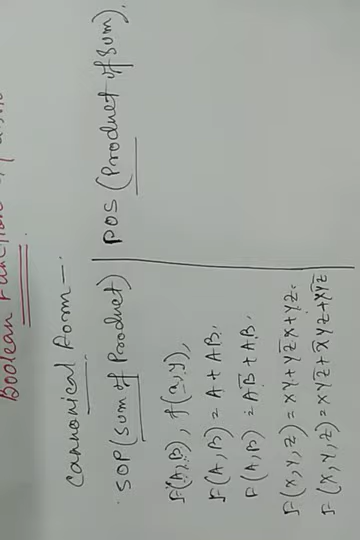 Boolean Function
Cannonical Form -
SOP (Sum of Product)
POS (Product of Sum),
F(A,B), f(x,y),
F(A,B) = A + AB,
F(A,B) = AB̅ + AB,
F(X,Y,Z) = XY + YZ̅X + YZ.
F(X,Y,Z) = XYZ̅ + X̅YZ + XYZ̅